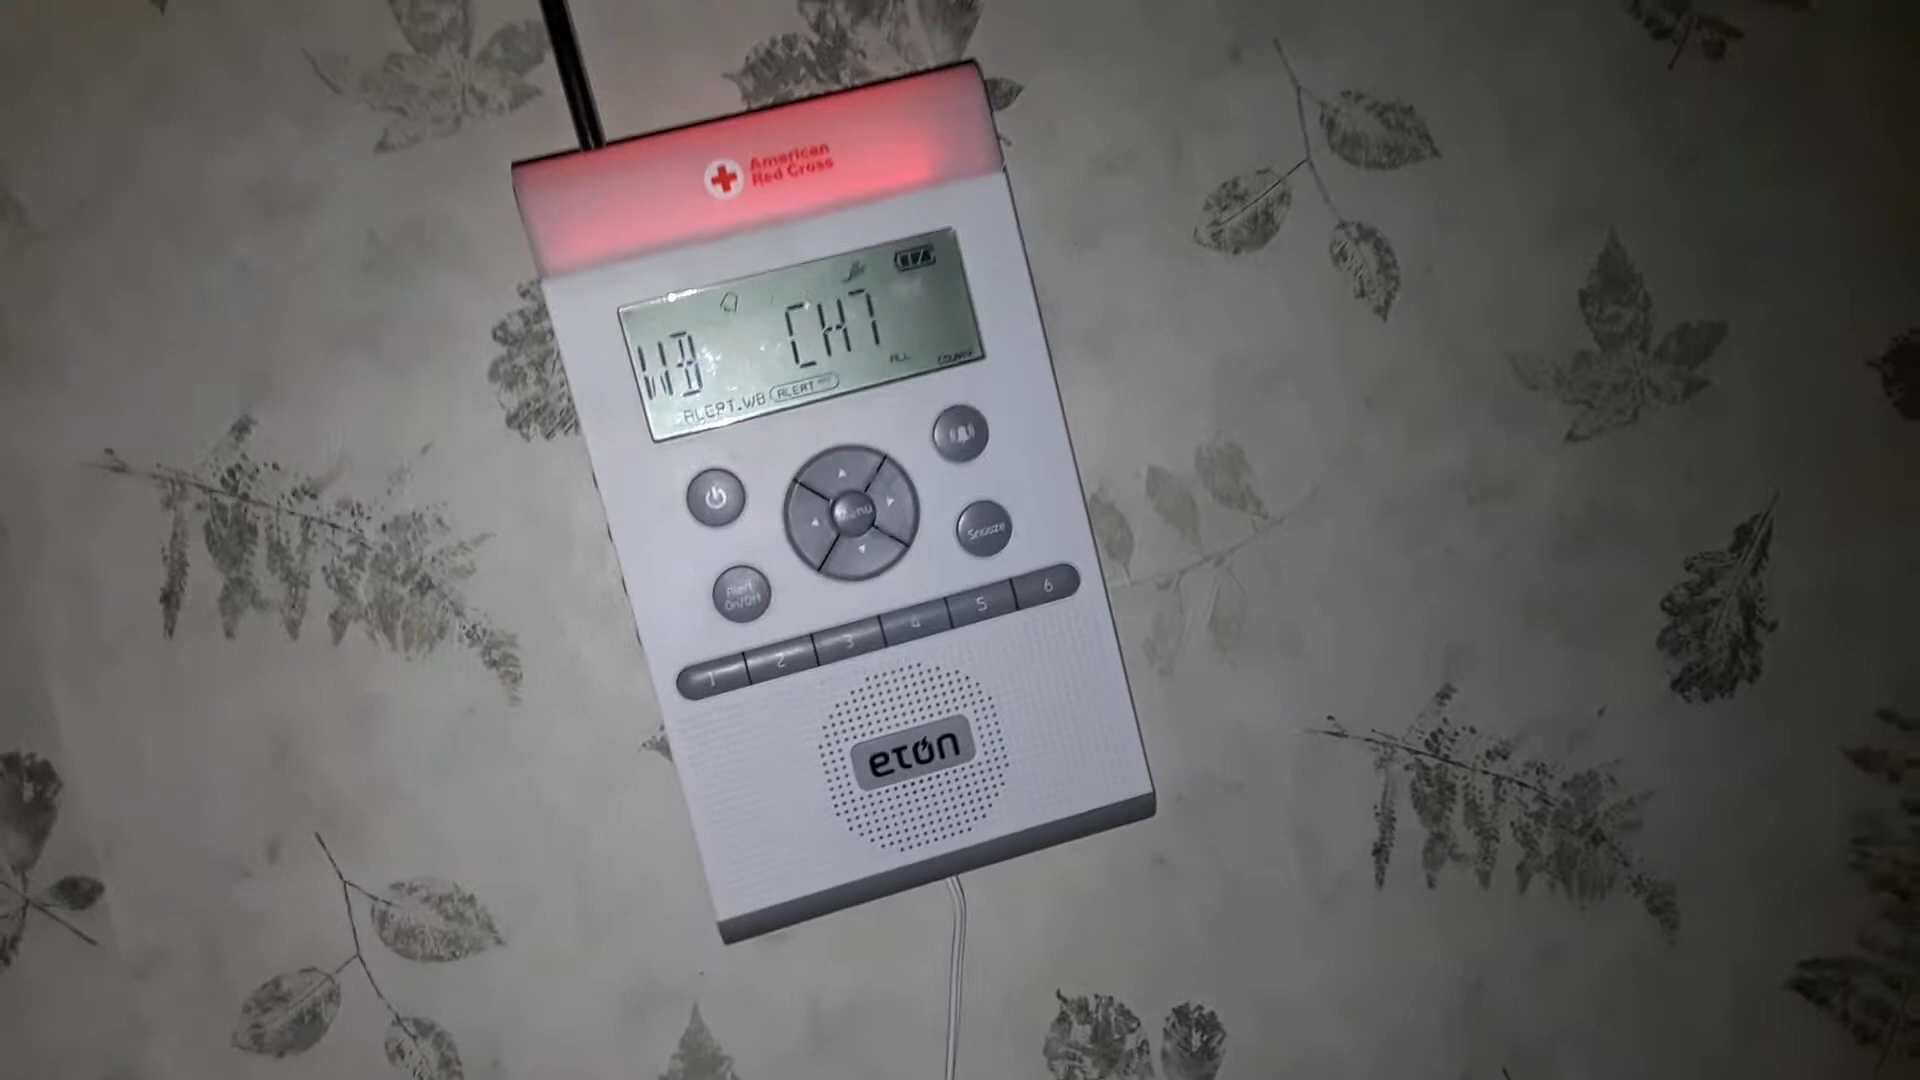 American
Red Cross
WB CH7
ALL COUNTY
ALERT.WB ALERT
Menu
Snooze
Alert
On/Off
1 2 3 4 5 6
etón